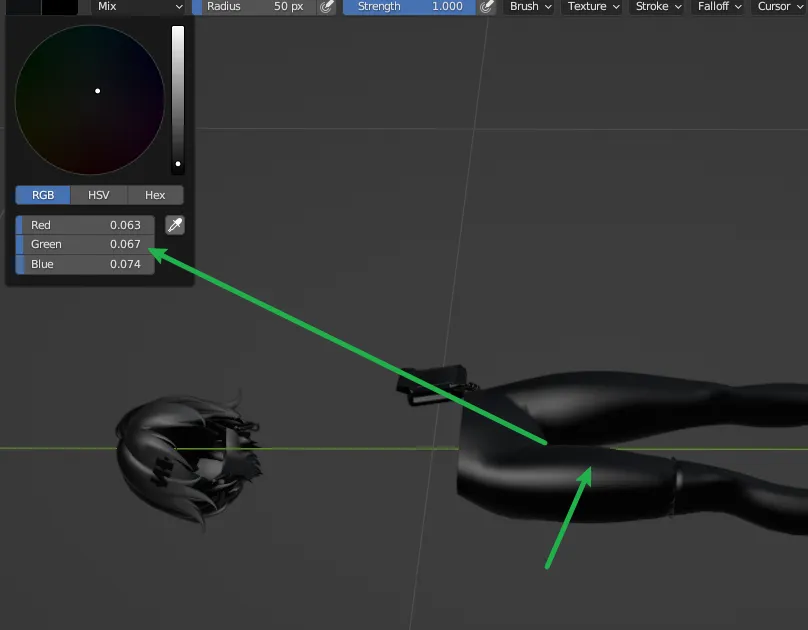 Mix Radius 50 px Strength 1.000 Brush Texture Stroke Falloff Cursor
RGB HSV Hex
Red 0.063
Green 0.067
Blue 0.074